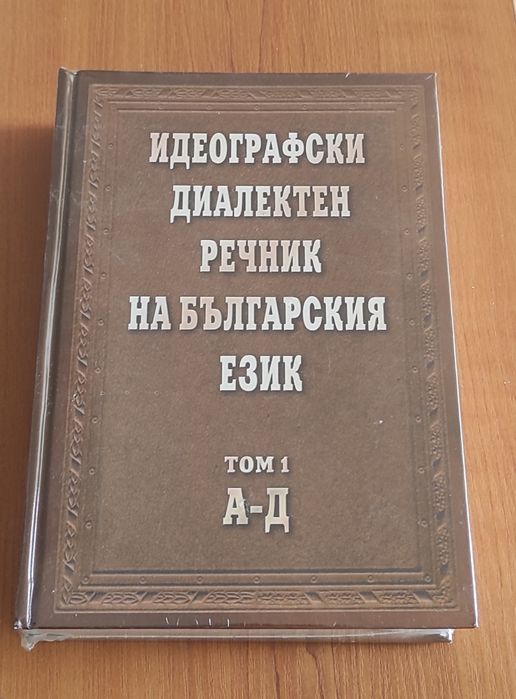 ИДЕОГРАФСКИ
ДИАЛЕКТЕН
РЕЧНИК
НА БЪЛГАРСКИЯ
ЕЗИК
ТОМ 1
А-Д